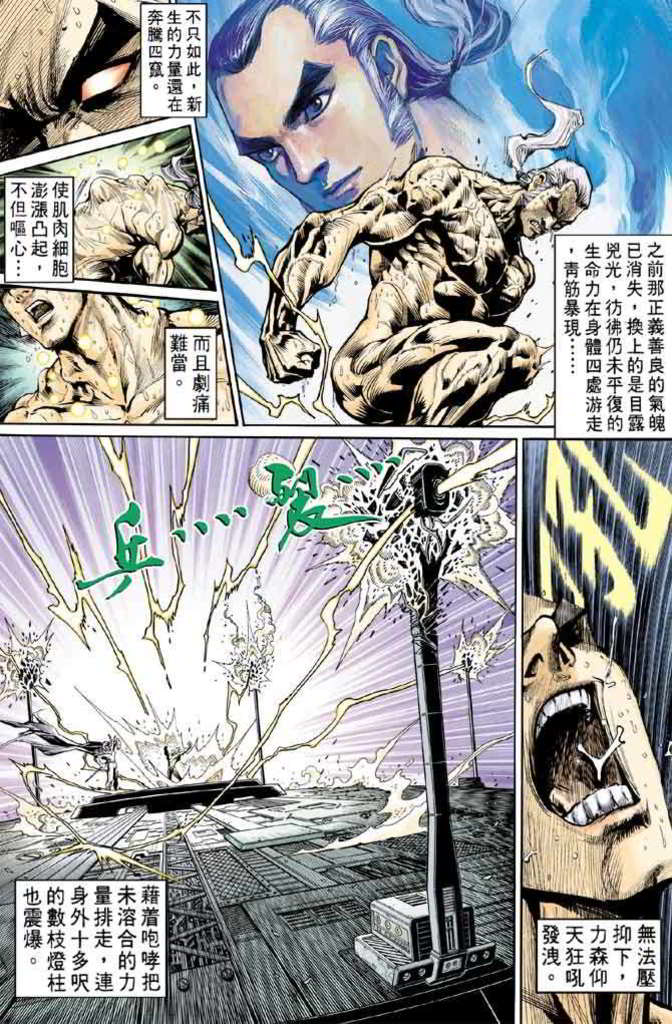 之前那正義善良的氣魄
已消失，換上的是目露
兇光，彷彿仍未平復的
生命力在身體四處游走
，青筋暴現……
不只如此，新
生的力量還在
奔騰四竄。
使肌肉細胞
澎漲凸起，
不但嘔心…
而且劇痛
難當。
乒……裂……
無法壓
抑下，
力森仰
天狂吼
發洩。
藉着咆哮把
未溶合的力
量排走，連
身外十多呎
的數枝燈柱
也震爆。